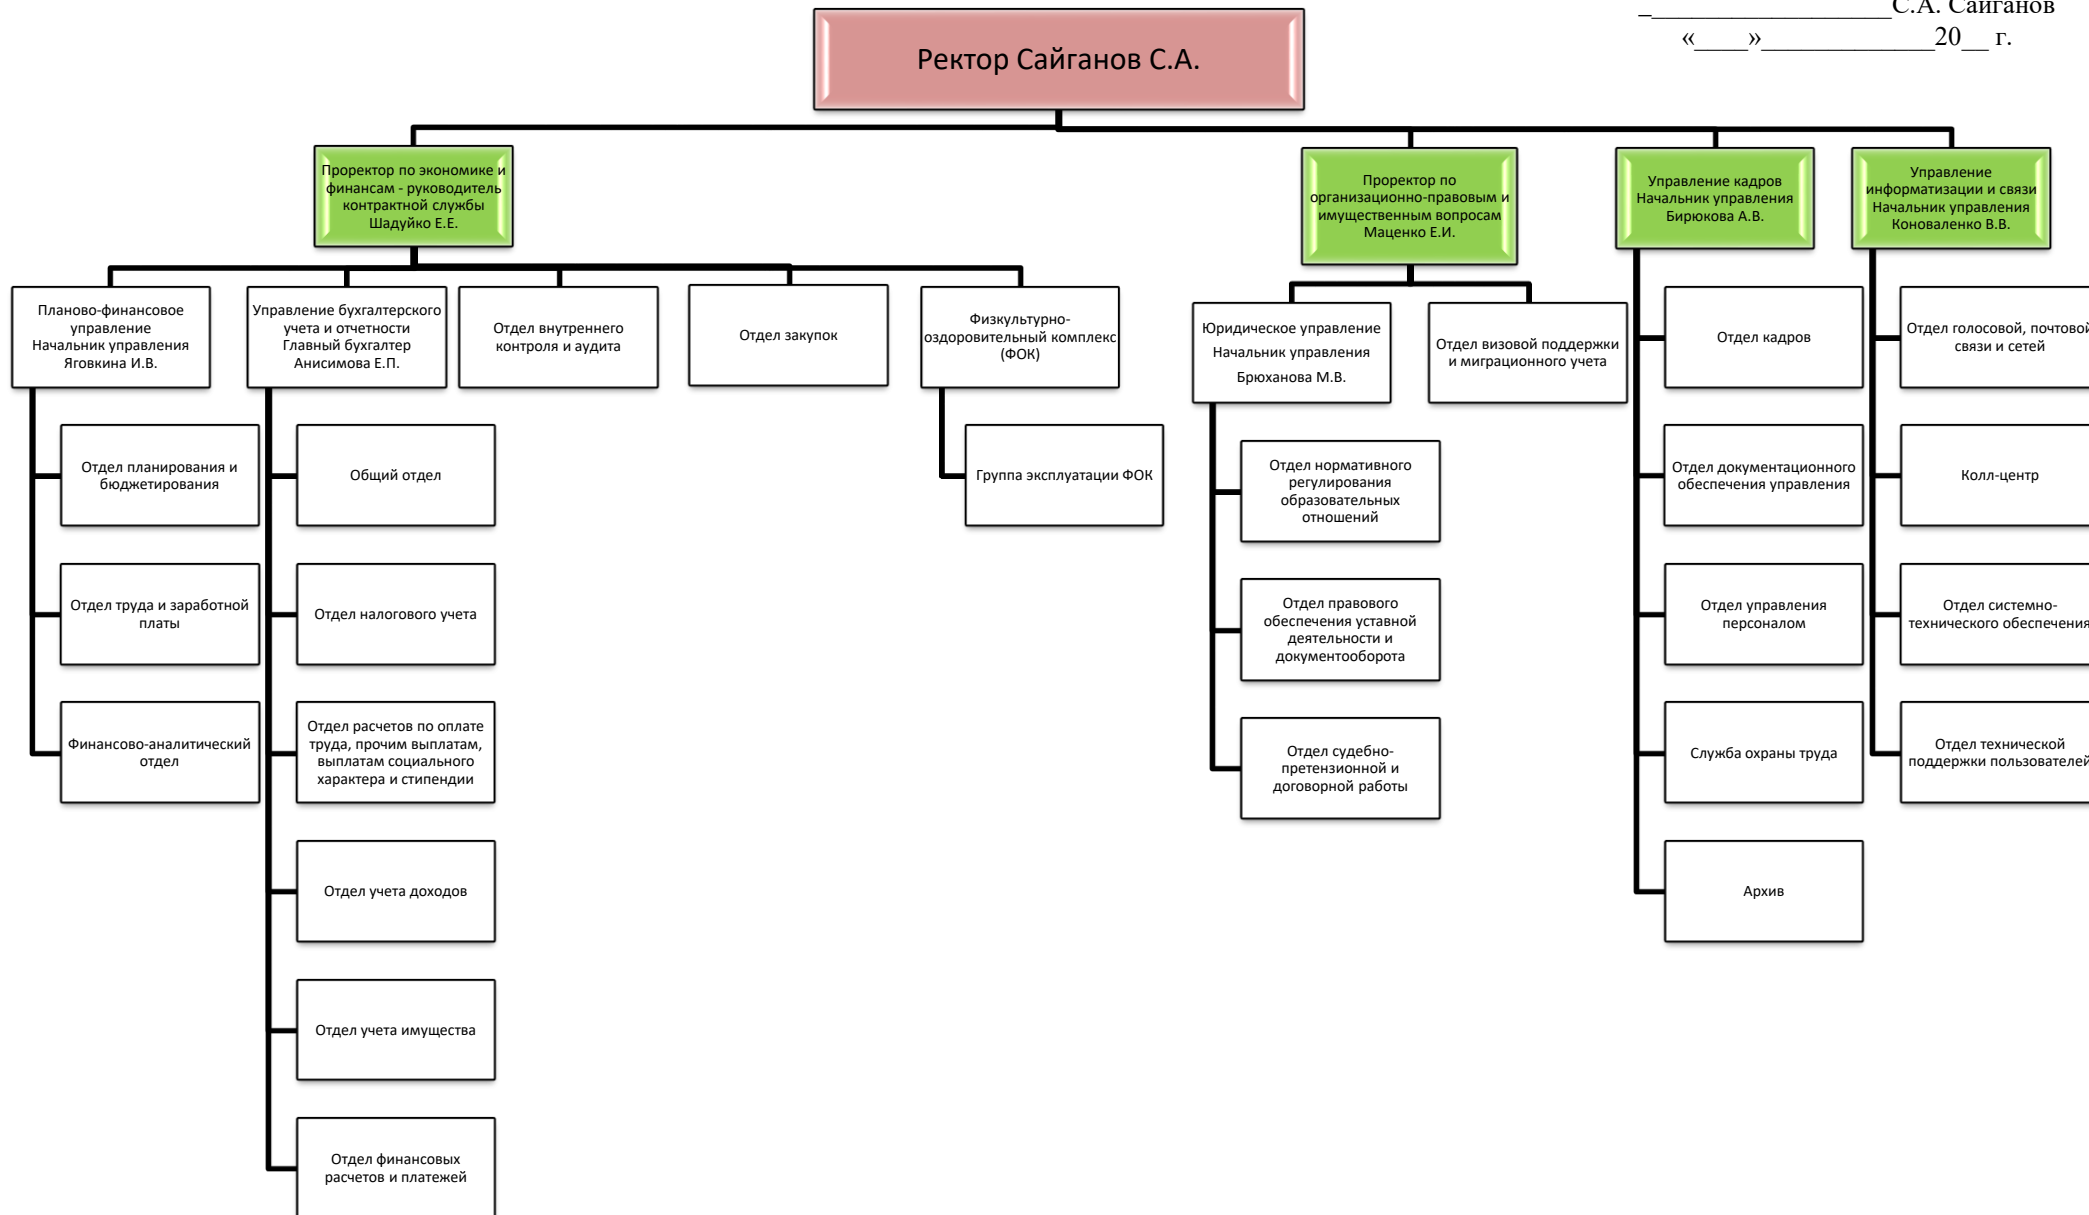 ___________________С.А. Сайганов
«____»_____________20__ г.
Ректор Сайганов С.А.
Проректор по экономике и
финансам - руководитель
контрактной службы
Шадуйко Е.Е.
Проректор по
организационно-правовым и
имущественным вопросам
Маценко Е.И.
Управление кадров
Начальник управления
Бирюкова А.В.
Управление
информатизации и связи
Начальник управления
Коноваленко В.В.
Планово-финансовое
управление
Начальник управления
Яговкина И.В.
Управление бухгалтерского
учета и отчетности
Главный бухгалтер
Анисимова Е.П.
Отдел внутреннего
контроля и аудита
Отдел закупок
Физкультурно-
оздоровительный комплекс
(ФОК)
Юридическое управление
Начальник управления
Брюханова М.В.
Отдел визовой поддержки
и миграционного учета
Отдел кадров
Отдел голосовой, почтовой
связи и сетей
Отдел планирования и
бюджетирования
Общий отдел
Группа эксплуатации ФОК
Отдел нормативного
регулирования
образовательных
отношений
Отдел документационного
обеспечения управления
Колл-центр
Отдел труда и заработной
платы
Отдел налогового учета
Отдел правового
обеспечения уставной
деятельности и
документооборота
Отдел управления
персоналом
Отдел системно-
технического обеспечения
Финансово-аналитический
отдел
Отдел расчетов по оплате
труда, прочим выплатам,
выплатам социального
характера и стипендии
Отдел судебно-
претензионной и
договорной работы
Служба охраны труда
Отдел технической
поддержки пользователей
Отдел учета доходов
Архив
Отдел учета имущества
Отдел финансовых
расчетов и платежей